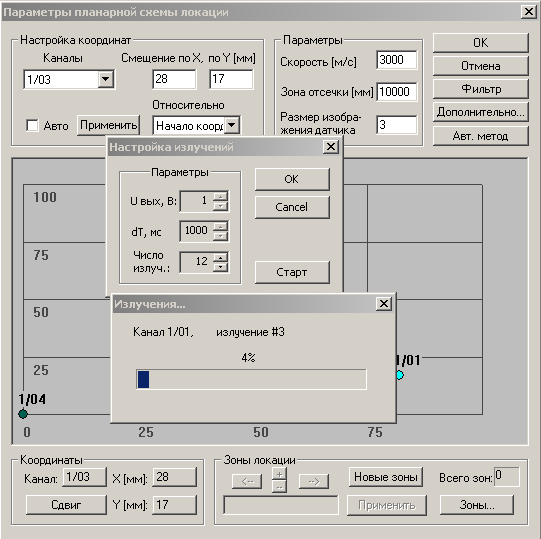 Параметры планарной схемы локации
Настройка координат
Каналы
Смещение по X, по Y [мм]
1/03
28
17
Относительно
Авто
Применить
Начало коорд
Параметры
Скорость [м/с]
3000
Зона отсечки [мм]
10000
Размер изобра-
жения датчика
3
OK
Отмена
Фильтр
Дополнительно...
Авт. метод
Настройка излучений
Параметры
U вых, В:
1
dT, мс
1000
Число
излуч.:
12
OK
Cancel
Старт
Излучения...
Канал 1/01, излучение #3
4%
100
75
50
25
1/04
1/01
0
25
50
75
Координаты
Канал:
1/03
X [мм]:
28
Сдвиг
Y [мм]:
17
Зоны локации
<--
+
--
-->
Новые зоны
Всего зон:
0
Применить
Зоны...